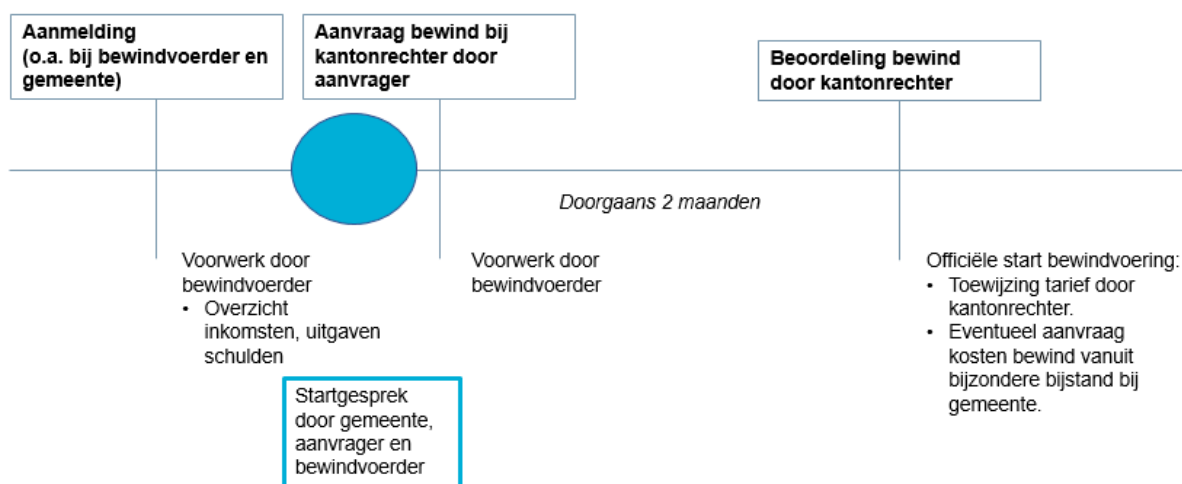 Aanmelding
(o.a. bij bewindvoerder en
gemeente)
Aanvraag bewind bij
kantonrechter door
aanvrager
Beoordeling bewind
door kantonrechter
Doorgaans 2 maanden
Voorwerk door
bewindvoerder
• Overzicht
inkomsten, uitgaven
schulden
Startgesprek
door gemeente,
aanvrager en
bewindvoerder
Voorwerk door
bewindvoerder
Officiële start bewindvoering:
• Toewijzing tarief door
kantonrechter.
• Eventueel aanvraag
kosten bewind vanuit
bijzondere bijstand bij
gemeente.